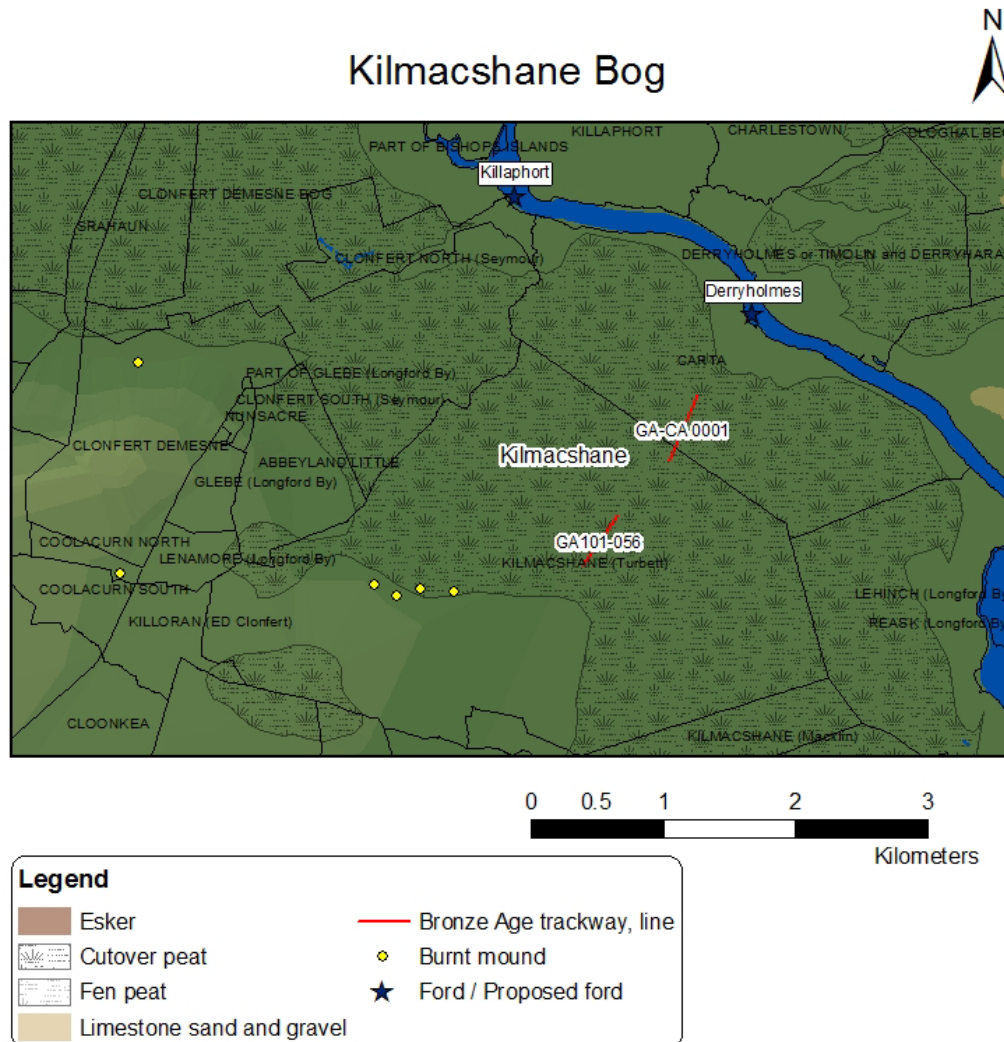 N
Kilmacshane Bog
KILLAPHORT
CHARLESTOWN
PART OF BISHOPS ISLANDS
Killaphort
CLONFERT DEMESNE BOG
SRAHAUN
CLONFERT NORTH (Seymour)
DERRYHOLMES or TIMOLIN and DERRYHARA
Derryholmes
CARTA
PART OF GLEBE (Longford By)
CLONFERT SOUTH (Seymour)
NUNSACRE
GA-CA 0001
CLONFERT DEMESNE
Kilmacshane
ABBEYLAND LITTLE
GLEBE (Longford By)
COOLACURN NORTH
GA101-056
LENAMORE (Longford By)
KILMACSHANE (Turbett)
COOLACURN SOUTH
LEHINCH (Longford By
KILLORAN (ED Clonfert)
REASK (Longford By
CLOONKEA
KILMACSHANE (Macklin)
0 0.5 1 2 3
Kilometers
Legend
Esker
Cutover peat
Fen peat
Limestone sand and gravel
Bronze Age trackway, line
Burnt mound
Ford / Proposed ford